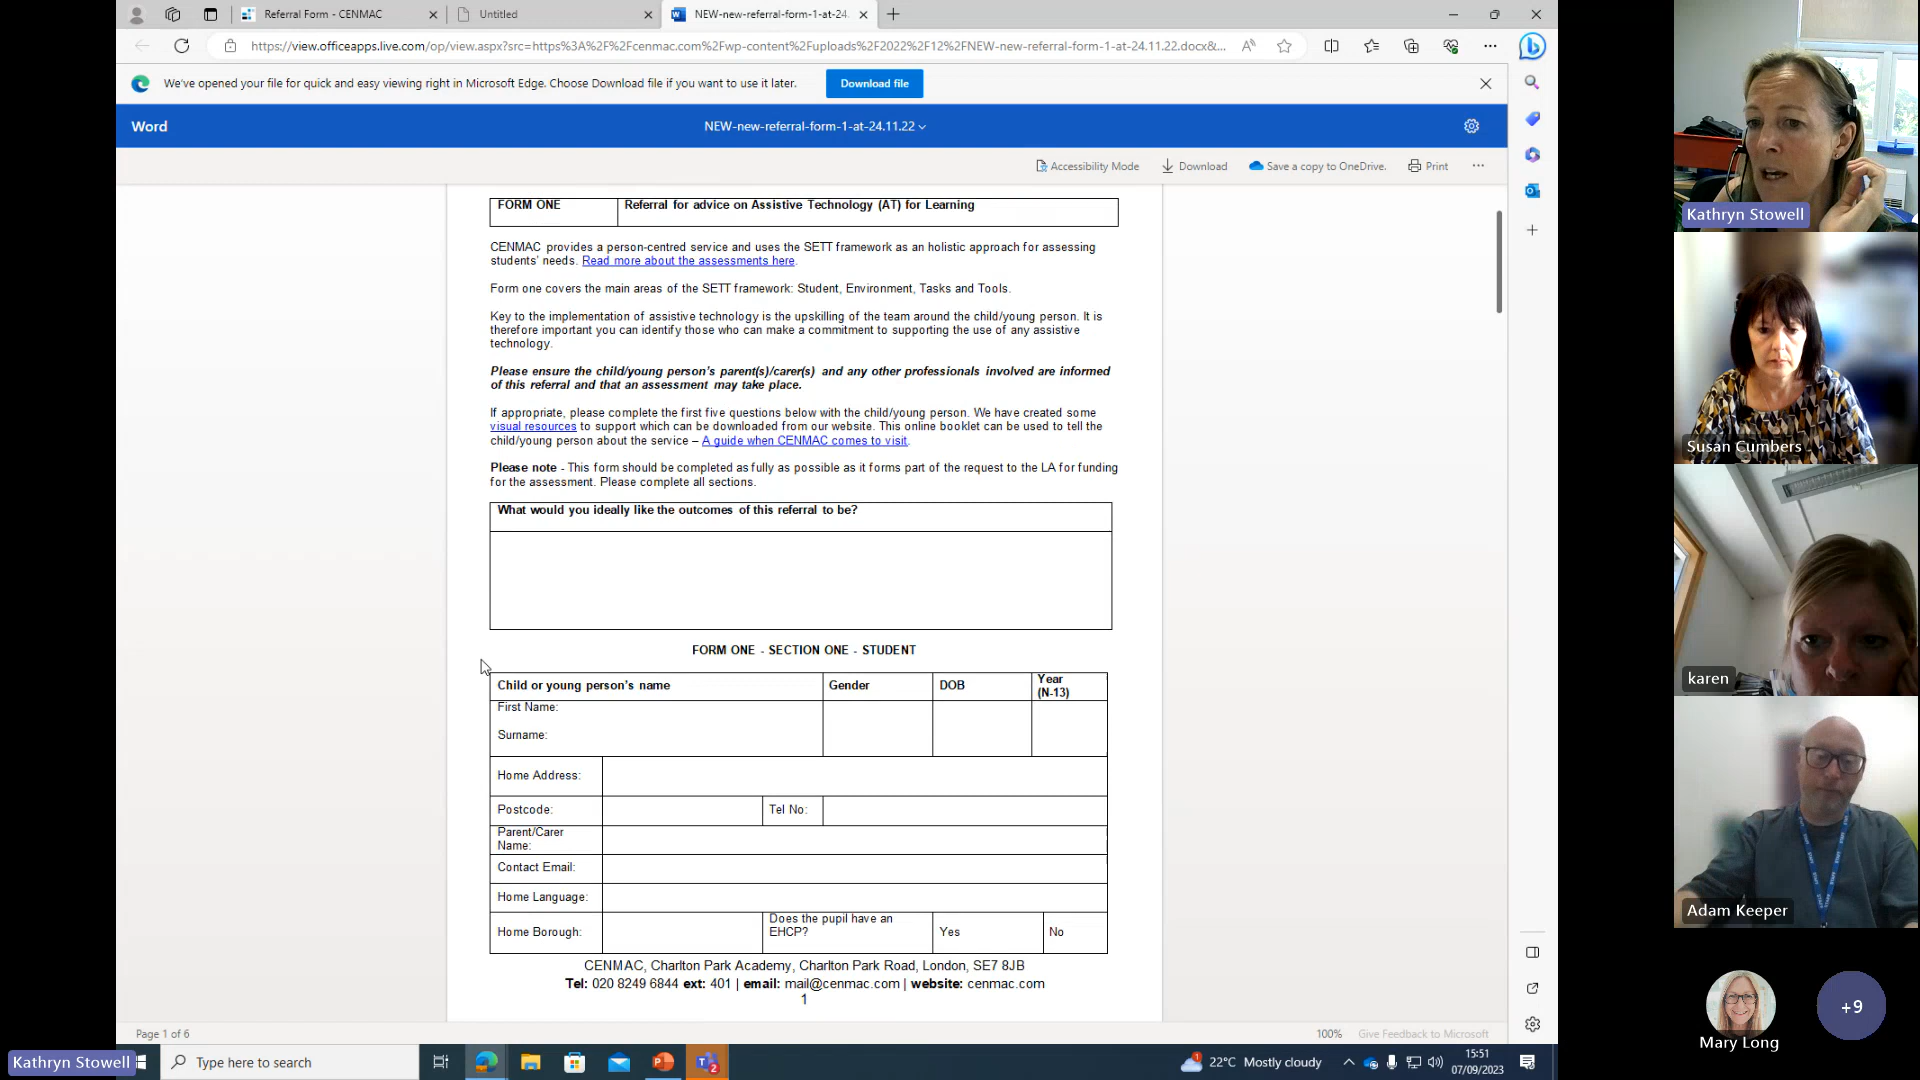 Referral Form - CENMAC
Untitled
NEW-new-referral-form-1-at-24.
https://view.officeapps.live.com/op/view.aspx?src=https%3A%2F%2Fcenmac.com%2Fwp-content%2Fuploads%2F2022%2F12%2FNEW-new-referral-form-1-at-24.11.22.docx&...
We've opened your file for quick and easy viewing right in Microsoft Edge. Choose Download file if you want to use it later.
Download file
Word
NEW-new-referral-form-1-at-24.11.22
Accessibility Mode
Download
Save a copy to OneDrive.
Print
FORM ONE
Referral for advice on Assistive Technology (AT) for Learning
CENMAC provides a person-centred service and uses the SETT framework as an holistic approach for assessing
students' needs. Read more about the assessments here.
Form one covers the main areas of the SETT framework: Student, Environment, Tasks and Tools.
Key to the implementation of assistive technology is the upskilling of the team around the child/young person. It is
therefore important you can identify those who can make a commitment to supporting the use of any assistive
technology.
Please ensure the child/young person's parent(s)/carer(s) and any other professionals involved are informed
of this referral and that an assessment may take place.
If appropriate, please complete the first five questions below with the child/young person. We have created some
visual resources to support which can be downloaded from our website. This online booklet can be used to tell the
child/young person about the service – A guide when CENMAC comes to visit.
Please note - This form should be completed as fully as possible as it forms part of the request to the LA for funding
for the assessment. Please complete all sections.
What would you ideally like the outcomes of this referral to be?
FORM ONE - SECTION ONE - STUDENT
Child or young person's name
Gender
DOB
Year
(N-13)
First Name:
Surname:
Home Address:
Postcode:
Tel No:
Parent/Carer
Name:
Contact Email:
Home Language:
Home Borough:
Does the pupil have an
EHCP?
Yes
No
CENMAC, Charlton Park Academy, Charlton Park Road, London, SE7 8JB
Tel: 020 8249 6844 ext: 401 | email: mail@cenmac.com | website: cenmac.com
1
Page 1 of 6
100%
Give Feedback to Microsoft
Kathryn Stowell
Type here to search
22°C Mostly cloudy
15:51
07/09/2023
Kathryn Stowell
Susan Cumbers
karen
Adam Keeper
Mary Long
+9